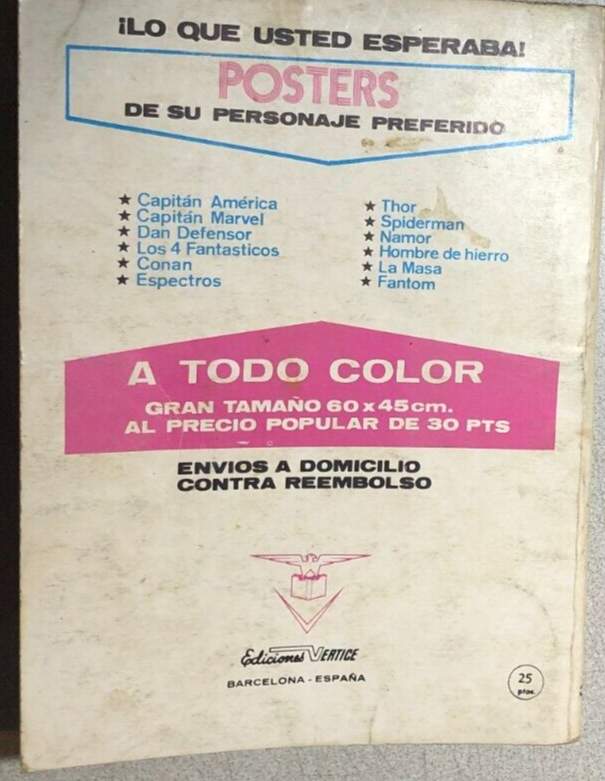 ¡LO QUE USTED ESPERABA!
POSTERS
DE SU PERSONAJE PREFERIDO
★ Capitán América
★ Capitán Marvel
★ Dan Defensor
★ Los 4 Fantasticos
★ Conan
★ Espectros
★ Thor
★ Spiderman
★ Namor
★ Hombre de hierro
★ La Masa
★ Fantom
A TODO COLOR
GRAN TAMAÑO 60 x 45 cm.
AL PRECIO POPULAR DE 30 PTS
ENVIOS A DOMICILIO
CONTRA REEMBOLSO
Ediciones VERTICE
BARCELONA - ESPAÑA
25
ptas.